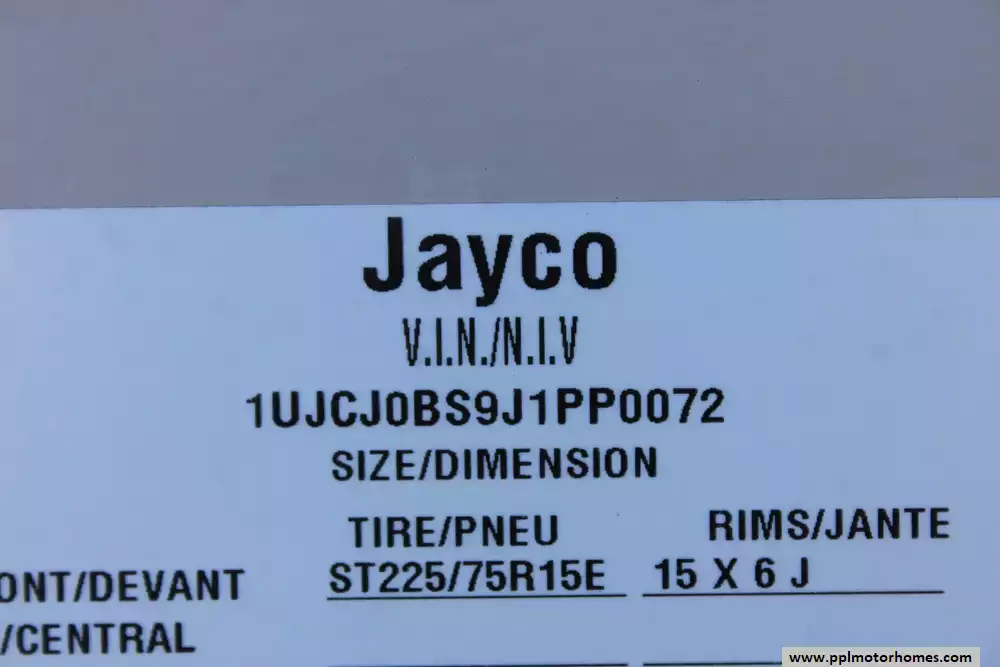 Jayco
V.I.N./N.I.V
1UJCJ0BS9J1PP0072
SIZE/DIMENSION
TIRE/PNEU RIMS/JANTE
ONT/DEVANT ST225/75R15E 15 X 6 J
/CENTRAL
www.pplmotorhomes.com